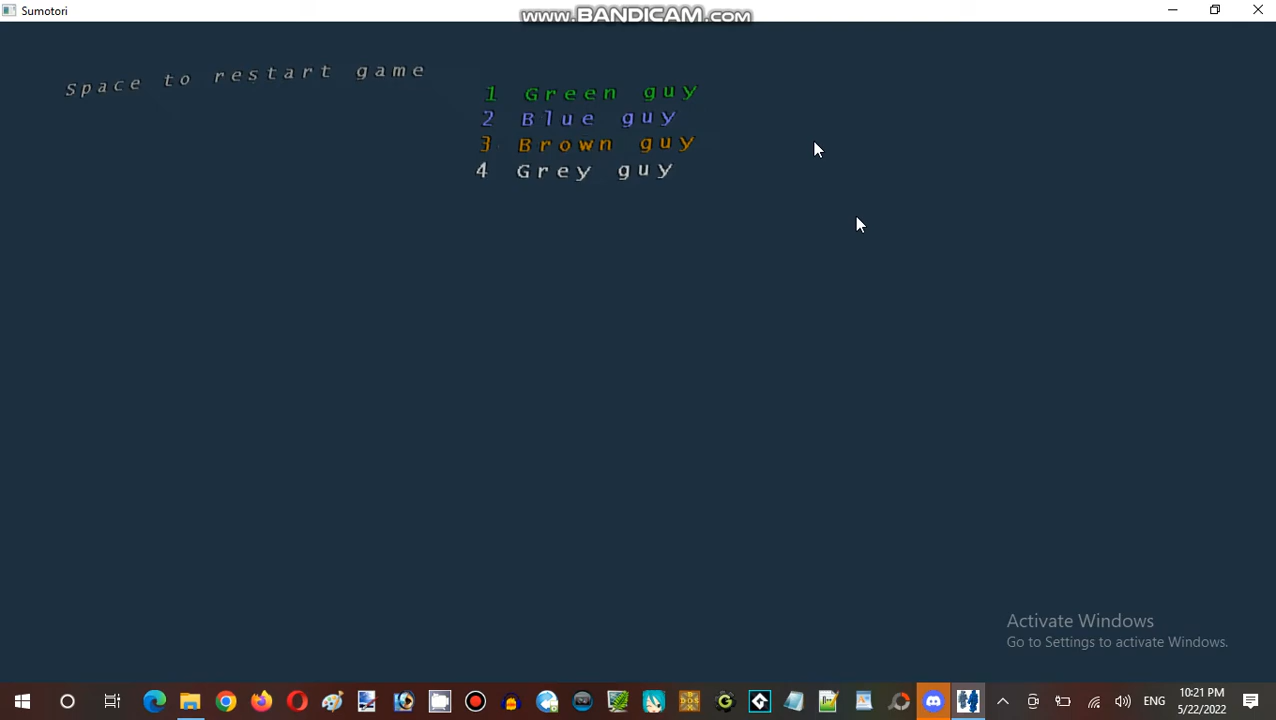 Sumotori
www.BANDICAM.com
Space to restart game
1 Green guy
2 Blue guy
3 Brown guy
4 Grey guy
Activate Windows
Go to Settings to activate Windows.
ENG
10:21 PM
5/22/2022